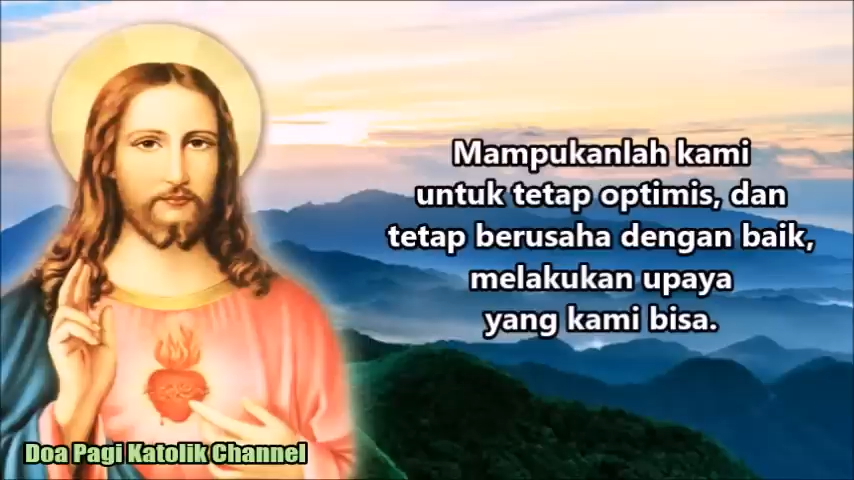 Mampukanlah kami
untuk tetap optimis, dan
tetap berusaha dengan baik,
melakukan upaya
yang kami bisa.
Doa Pagi Katolik Channel